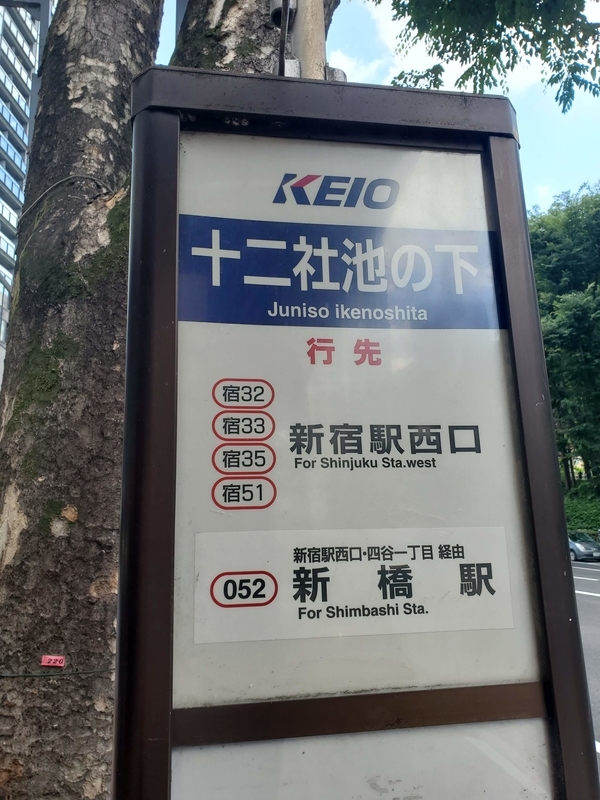 KEIO
十二社池の下
Juniso ikenoshita
行先
宿32
宿33
宿35
宿51
新宿駅西口
For Shinjuku Sta.west
新宿駅西口・四谷一丁目 経由
052
新橋駅
For Shimbashi Sta.
226